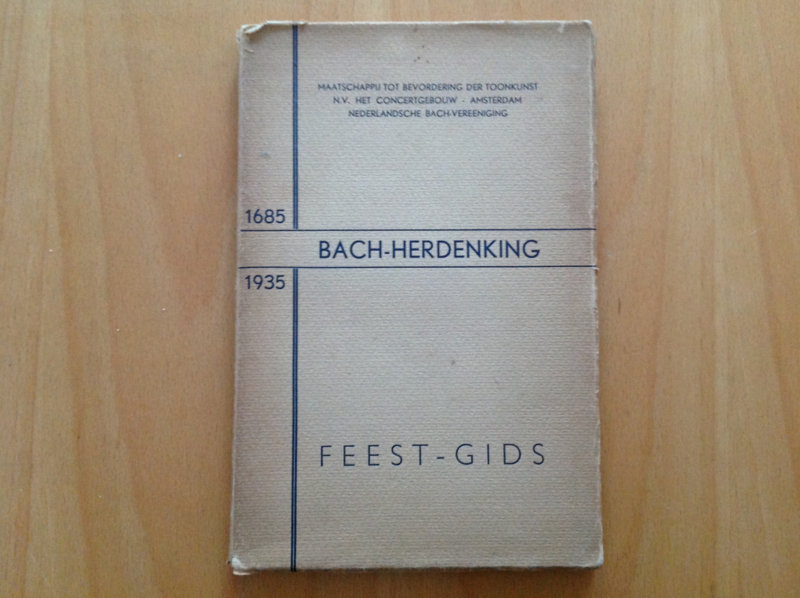 MAATSCHAPPIJ TOT BEVORDERING DER TOONKUNST
N.V. HET CONCERTGEBOUW - AMSTERDAM
NEDERLANDSCHE BACH-VEREENIGING
1685
BACH-HERDENKING
1935
FEEST-GIDS